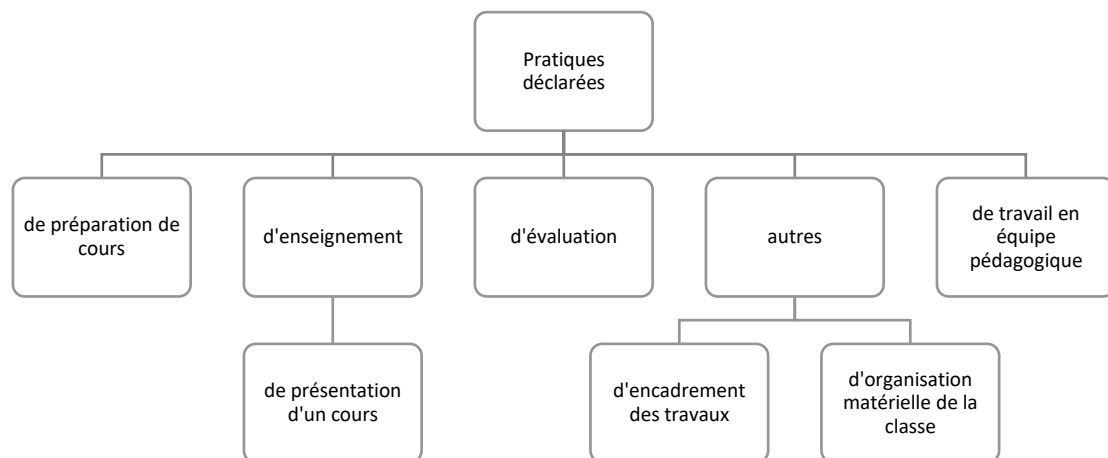 Pratiques
déclarées
de préparation de
cours
d'enseignement
d'évaluation
autres
de travail en
équipe
pédagogique
de présentation
d'un cours
d'encadrement
des travaux
d'organisation
matérielle de la
classe